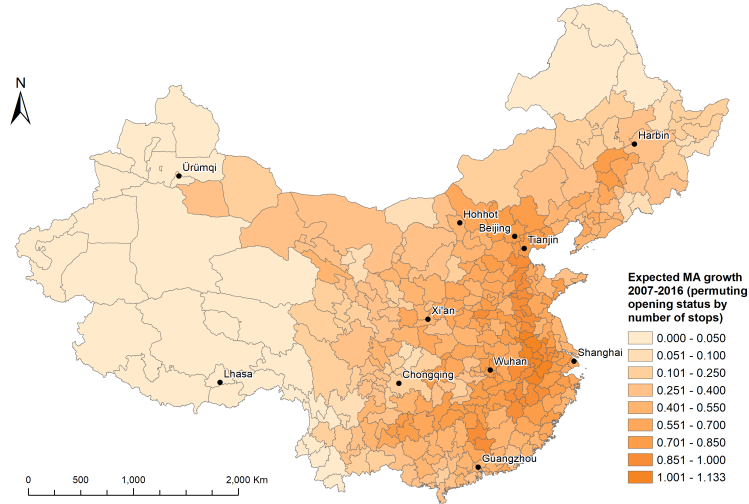 N
Harbin
Ürümqi
Hohhot
Beijing
Tianjin
Xi'an
Shanghai
Wuhan
Chongqing
Lhasa
Guangzhou
Expected MA growth
2007-2016 (permuting
opening status by
number of stops)
0.000 - 0.050
0.051 - 0.100
0.101 - 0.250
0.251 - 0.400
0.401 - 0.550
0.551 - 0.700
0.701 - 0.850
0.851 - 1.000
1.001 - 1.133
0 500 1,000 2,000 Km